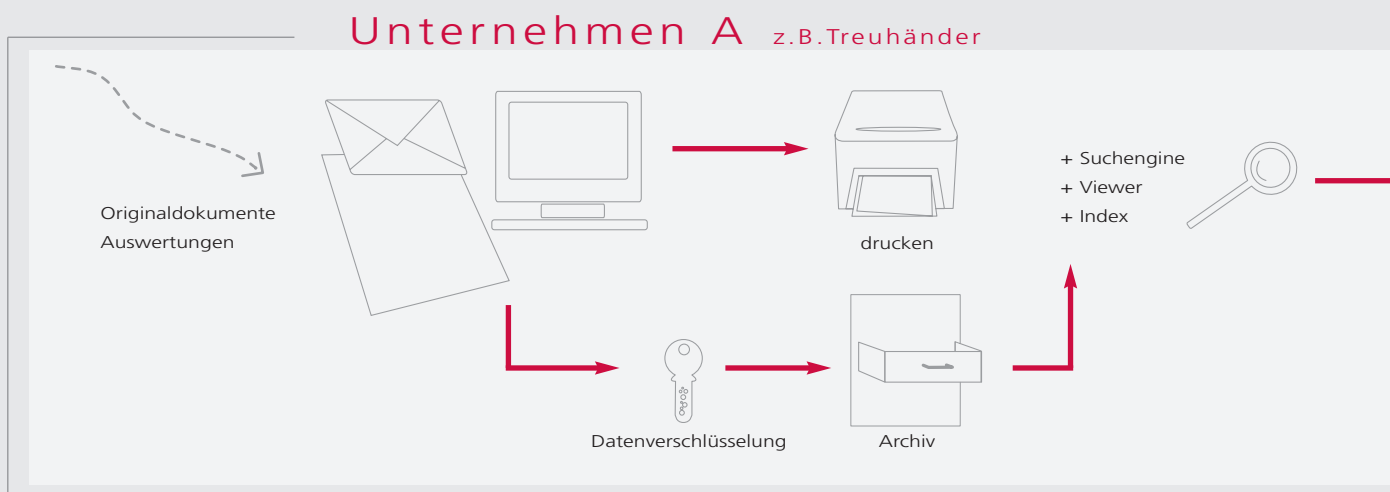 Unternehmen A z.B.Treuhänder
Originaldokumente
Auswertungen
drucken
+ Suchengine
+ Viewer
+ Index
Datenverschlüsselung
Archiv